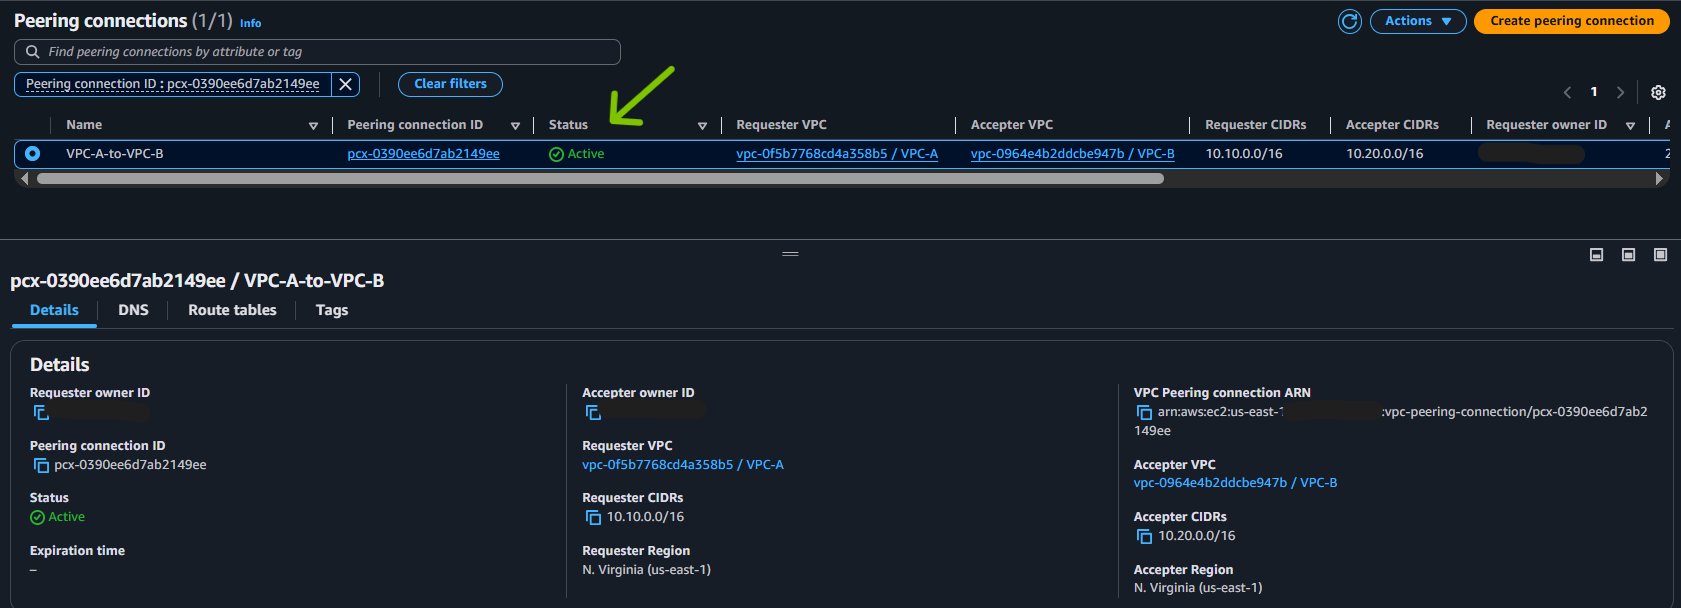 Peering connections (1/1) Info
Actions
Create peering connection
Find peering connections by attribute or tag
Peering connection ID : pcx-0390ee6d7ab2149ee
Clear filters
1
Name Peering connection ID Status Requester VPC Accepter VPC Requester CIDRs Accepter CIDRs Requester owner ID
VPC-A-to-VPC-B pcx-0390ee6d7ab2149ee Active vpc-0f5b7768cd4a358b5 / VPC-A vpc-0964e4b2ddcbe947b / VPC-B 10.10.0.0/16 10.20.0.0/16
pcx-0390ee6d7ab2149ee / VPC-A-to-VPC-B
Details DNS Route tables Tags
Details
Requester owner ID
Peering connection ID
pcx-0390ee6d7ab2149ee
Status
Active
Expiration time
–
Accepter owner ID
Requester VPC
vpc-0f5b7768cd4a358b5 / VPC-A
Requester CIDRs
10.10.0.0/16
Requester Region
N. Virginia (us-east-1)
VPC Peering connection ARN
arn:aws:ec2:us-east-1 :vpc-peering-connection/pcx-0390ee6d7ab2
149ee
Accepter VPC
vpc-0964e4b2ddcbe947b / VPC-B
Accepter CIDRs
10.20.0.0/16
Accepter Region
N. Virginia (us-east-1)